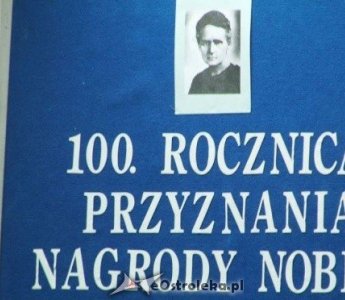 100. ROCZNICA
PRZYZNANIA
NAGRODY NOB
eOstroleka.pl